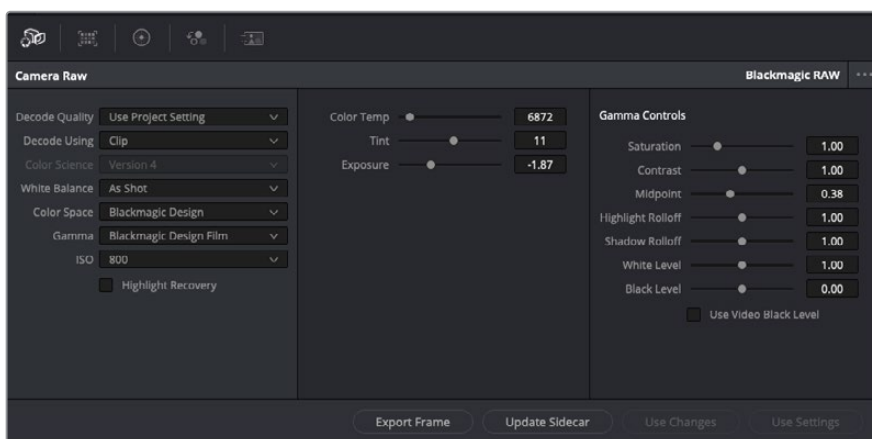 Camera Raw
Blackmagic RAW
Decode Quality Use Project Setting
Decode Using Clip
Color Science Version 4
White Balance As Shot
Color Space Blackmagic Design
Gamma Blackmagic Design Film
ISO 800
Highlight Recovery
Color Temp 6872
Tint 11
Exposure -1.87
Gamma Controls
Saturation 1.00
Contrast 1.00
Midpoint 0.38
Highlight Rolloff 1.00
Shadow Rolloff 1.00
White Level 1.00
Black Level 0.00
Use Video Black Level
Export Frame
Update Sidecar
Use Changes
Use Settings